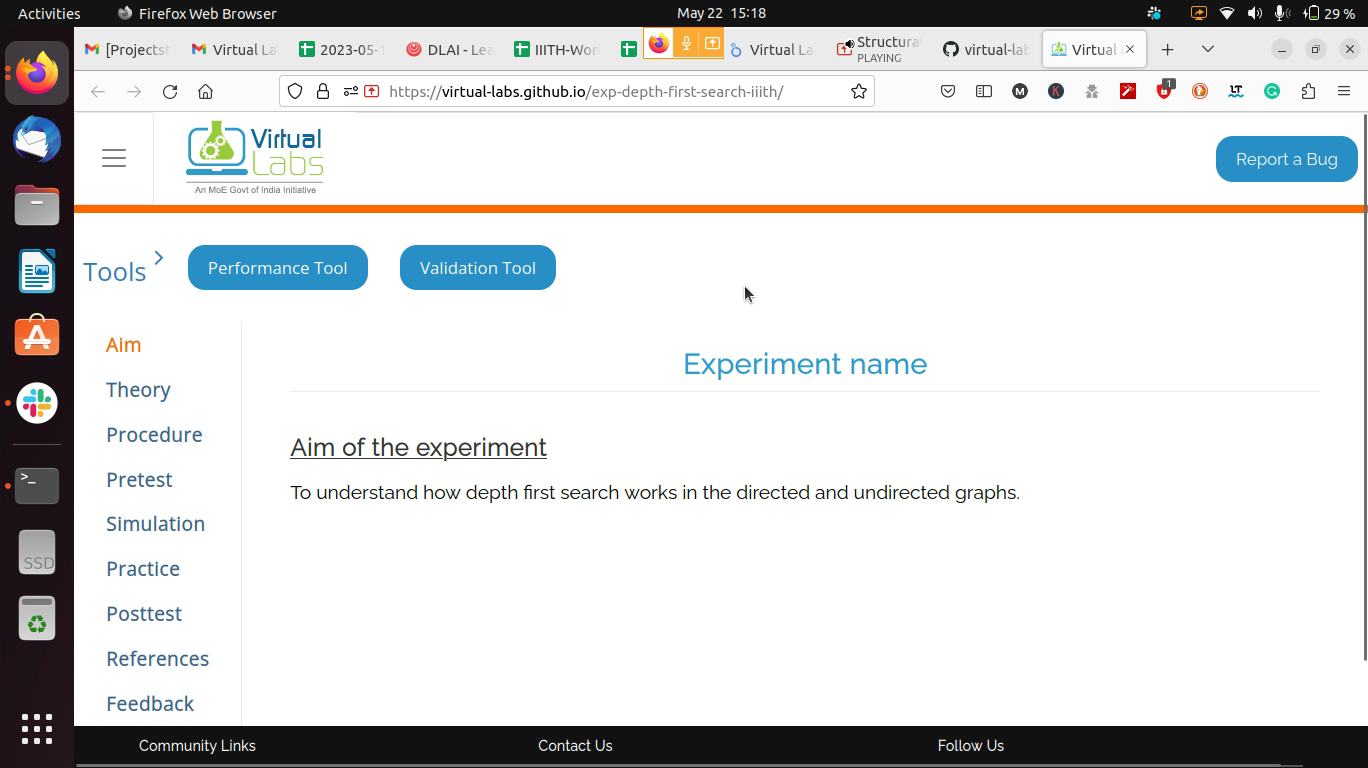 Activities Firefox Web Browser May 22 15:18 29 %
[Projects Virtual La 2023-05-1 DLAI - Lea IIITH-Wor Virtual La Structural virtual-lab Virtual
PLAYING
https://virtual-labs.github.io/exp-depth-first-search-iiith/ M K 1 LT G
Virtual
Labs
An MoE Govt of India Initiative
Report a Bug
Tools Performance Tool Validation Tool
Aim
Experiment name
Theory
Procedure
Aim of the experiment
Pretest
To understand how depth first search works in the directed and undirected graphs.
Simulation
SSD
Practice
Posttest
References
Feedback
Community Links Contact Us Follow Us